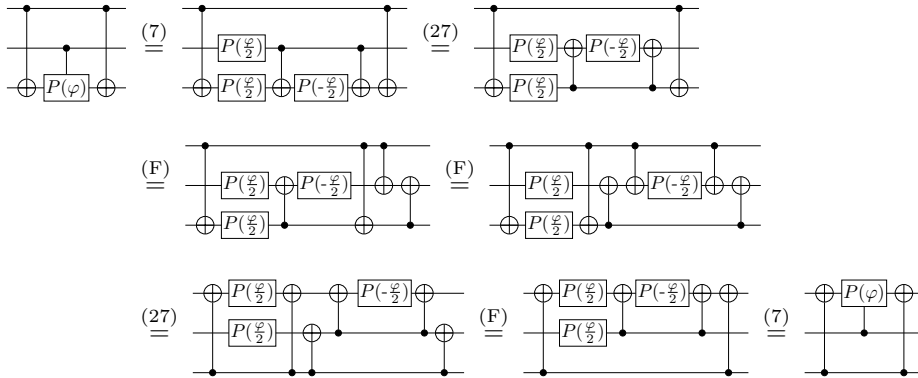 (7) (27)
= P(φ/2) = P(φ/2) P(-φ/2)
P(φ) P(φ/2) P(-φ/2) P(φ/2)
(F) (F)
= P(φ/2) P(-φ/2) = P(φ/2) P(-φ/2)
P(φ/2) P(φ/2)
P(φ/2) P(-φ/2) P(φ/2) P(-φ/2) P(φ)
(27) (F) (7)
= P(φ/2) = P(φ/2) =